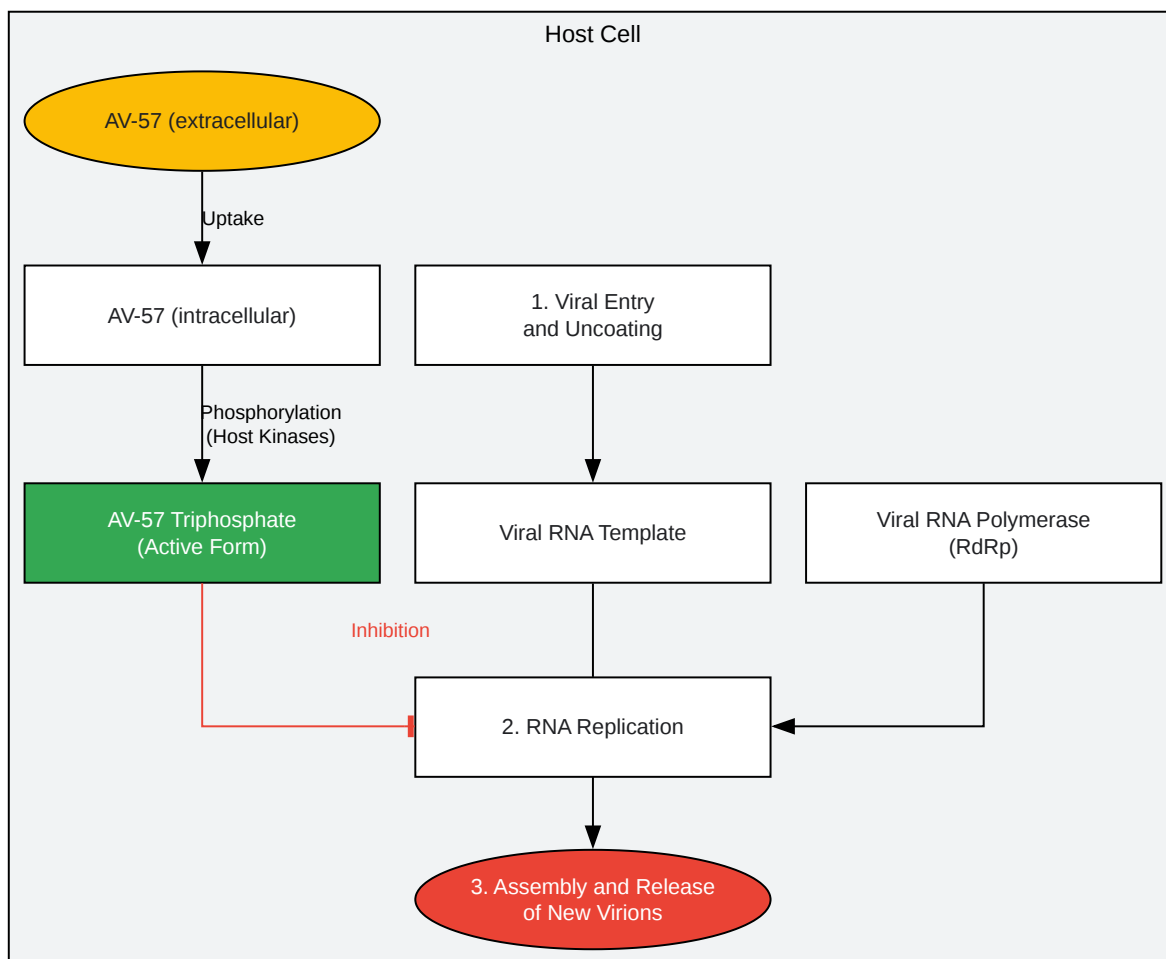 Host Cell
AV-57 (extracellular)
Uptake
AV-57 (intracellular)
1. Viral Entry
and Uncoating
Phosphorylation
(Host Kinases)
AV-57 Triphosphate
(Active Form)
Viral RNA Template
Viral RNA Polymerase
(RdRp)
Inhibition
2. RNA Replication
3. Assembly and Release
of New Virions